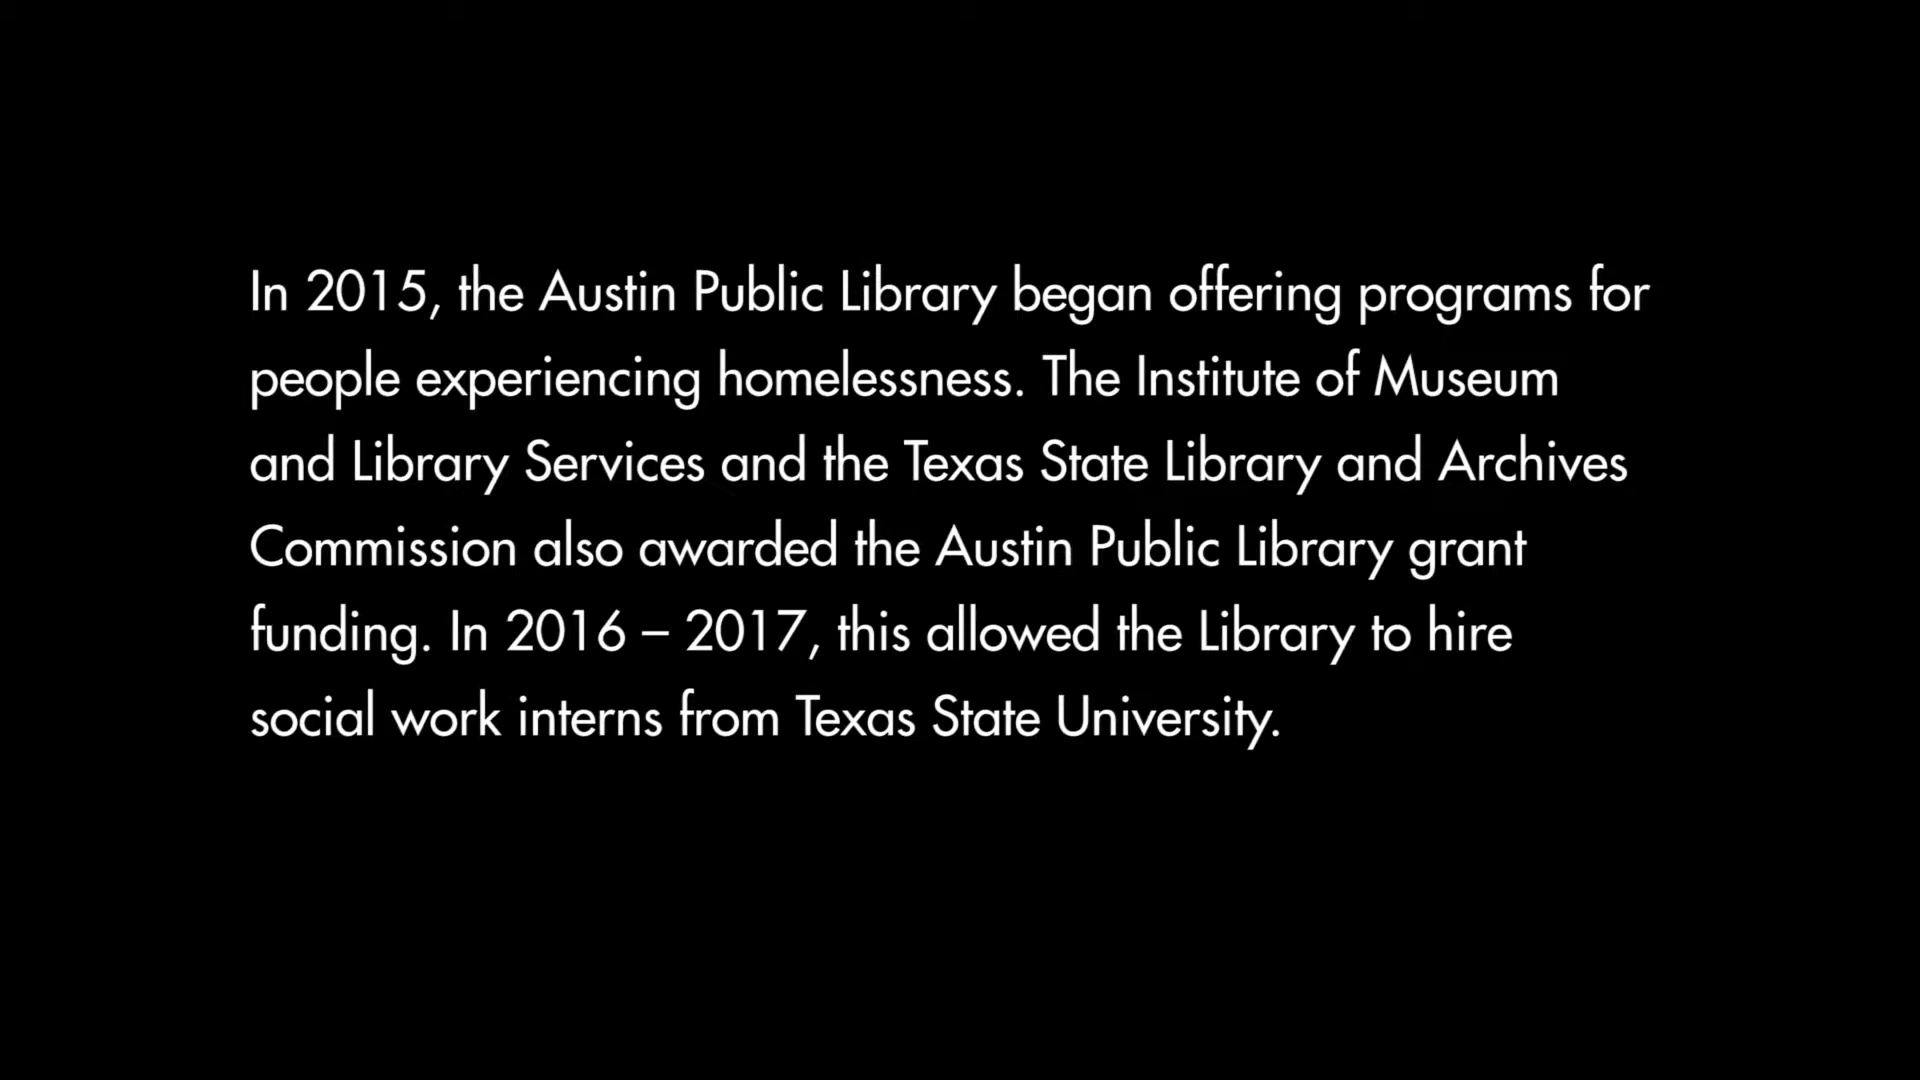 In 2015, the Austin Public Library began offering programs for
people experiencing homelessness. The Institute of Museum
and Library Services and the Texas State Library and Archives
Commission also awarded the Austin Public Library grant
funding. In 2016 – 2017, this allowed the Library to hire
social work interns from Texas State University.